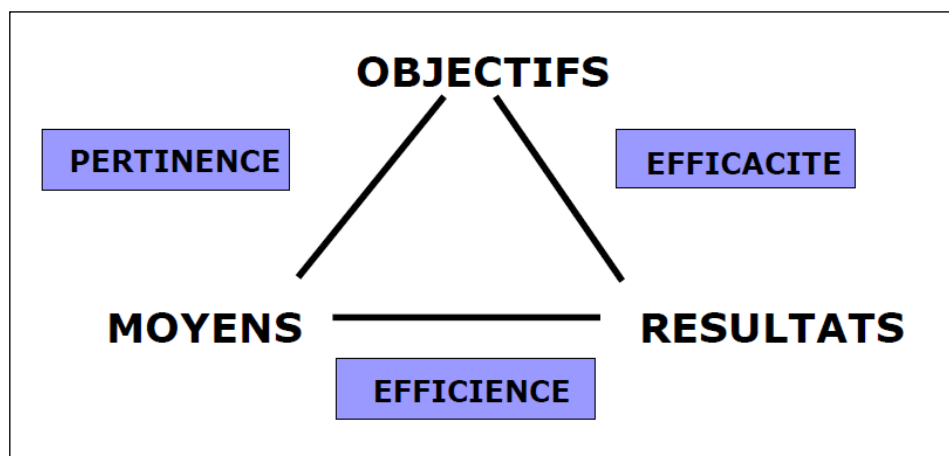 OBJECTIFS
PERTINENCE
EFFICACITE
MOYENS
RESULTATS
EFFICIENCE